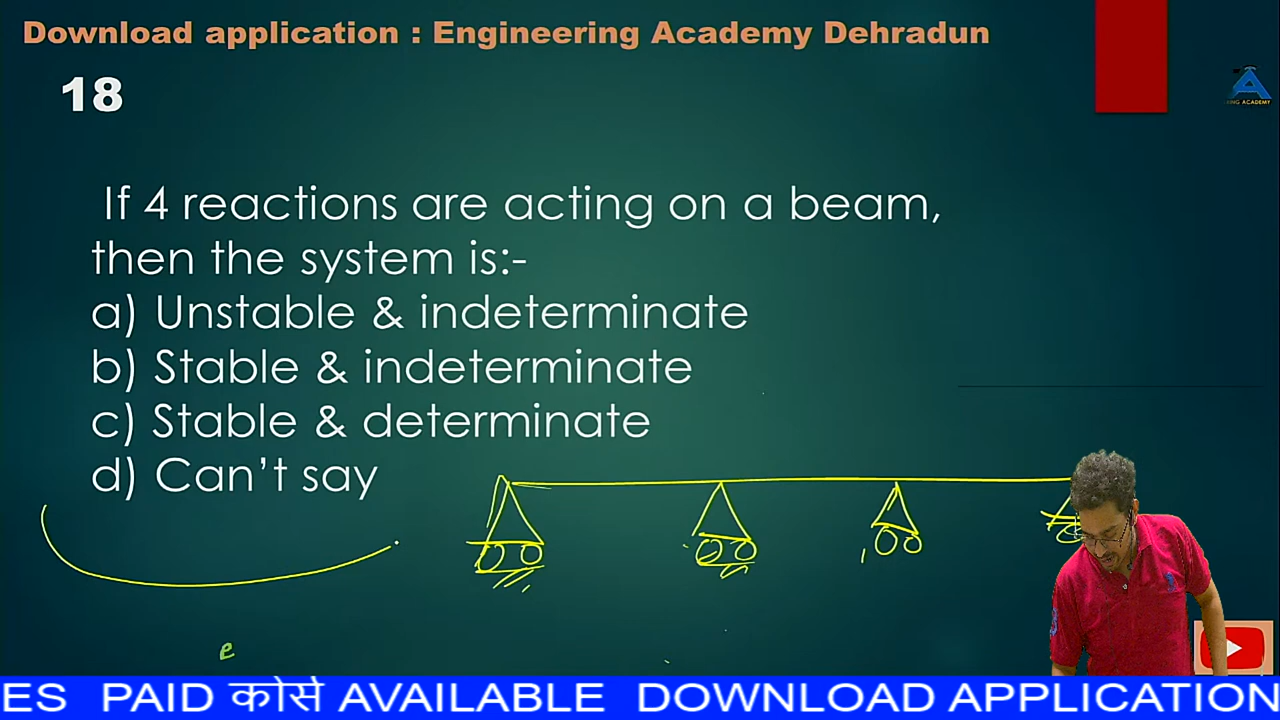 Download application : Engineering Academy Dehradun
18
If 4 reactions are acting on a beam,
then the system is:-
a) Unstable & indeterminate
b) Stable & indeterminate
c) Stable & determinate
d) Can't say
e
ES PAID कोर्स AVAILABLE DOWNLOAD APPLICATION